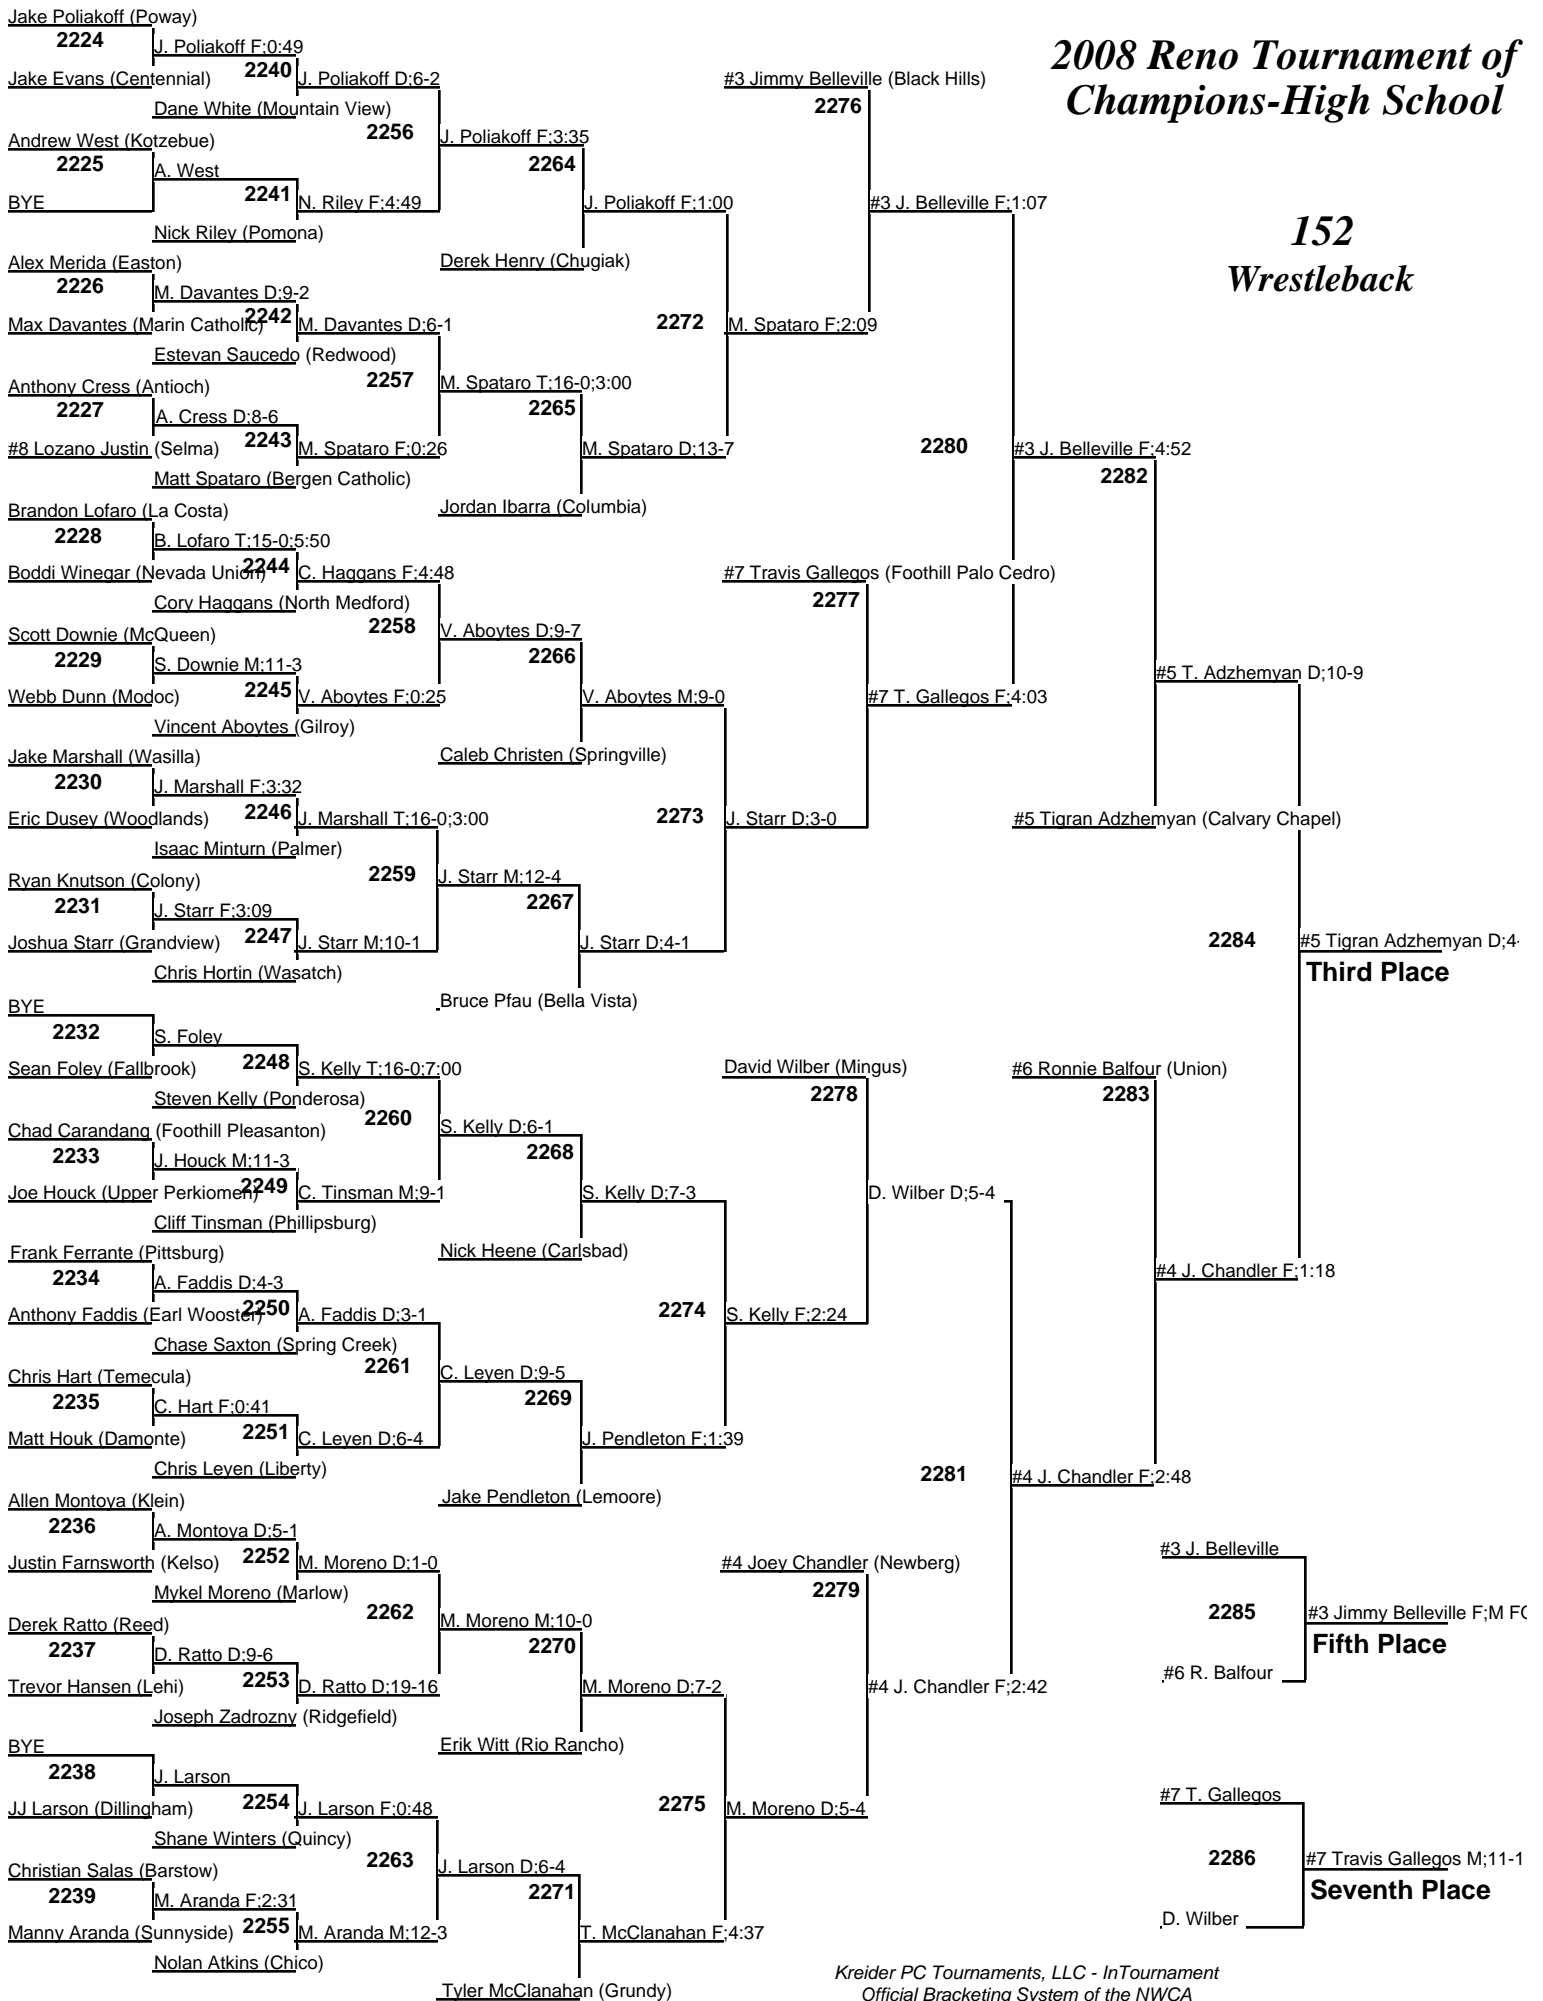 2008 Reno Tournament of
Champions-High School
152
Wrestleback
Jake Poliakoff (Poway)
2224
J. Poliakoff F;0:49
Jake Evans (Centennial)
2240
J. Poliakoff D;6-2
Dane White (Mountain View)
2256
Andrew West (Kotzebue)
2225
A. West
BYE
2241
N. Riley F;4:49
Nick Riley (Pomona)
J. Poliakoff F;3:35
2264
J. Poliakoff F;1:00
Derek Henry (Chugiak)
Alex Merida (Easton)
2226
M. Davantes D;9-2
Max Davantes (Marin Catholic)
2242
M. Davantes D;6-1
Estevan Saucedo (Redwood)
2257
Anthony Cress (Antioch)
2227
A. Cress D;8-6
#8 Lozano Justin (Selma)
2243
M. Spataro F;0:26
Matt Spataro (Bergen Catholic)
M. Spataro T;16-0;3:00
2265
M. Spataro D;13-7
Jordan Ibarra (Columbia)
2272
M. Spataro F;2:09
#3 Jimmy Belleville (Black Hills)
2276
#3 J. Belleville F;1:07
Brandon Lofaro (La Costa)
2228
B. Lofaro T;15-0;5:50
Boddi Winegar (Nevada Union)
2244
C. Haggans F;4:48
Cory Haggans (North Medford)
2258
Scott Downie (McQueen)
2229
S. Downie M;11-3
Webb Dunn (Modoc)
2245
V. Aboytes F;0:25
Vincent Aboytes (Gilroy)
V. Aboytes D;9-7
2266
V. Aboytes M;9-0
Caleb Christen (Springville)
Jake Marshall (Wasilla)
2230
J. Marshall F;3:32
Eric Dusey (Woodlands)
2246
J. Marshall T;16-0;3:00
Isaac Minturn (Palmer)
2259
Ryan Knutson (Colony)
2231
J. Starr F;3:09
Joshua Starr (Grandview)
2247
J. Starr M;10-1
Chris Hortin (Wasatch)
J. Starr M;12-4
2267
J. Starr D;4-1
Bruce Pfau (Bella Vista)
2273
J. Starr D;3-0
#7 Travis Gallegos (Foothill Palo Cedro)
2277
#7 T. Gallegos F;4:03
2280
#3 J. Belleville F;4:52
2282
#5 T. Adzhemyan D;10-9
#5 Tigran Adzhemyan (Calvary Chapel)
2284
#5 Tigran Adzhemyan D;4-
Third Place
BYE
2232
S. Foley
Sean Foley (Fallbrook)
2248
S. Kelly T;16-0;7:00
Steven Kelly (Ponderosa)
2260
Chad Carandang (Foothill Pleasanton)
2233
J. Houck M;11-3
Joe Houck (Upper Perkiomen)
2249
C. Tinsman M;9-1
Cliff Tinsman (Phillipsburg)
S. Kelly D;6-1
2268
S. Kelly D;7-3
Nick Heene (Carlsbad)
Frank Ferrante (Pittsburg)
2234
A. Faddis D;4-3
Anthony Faddis (Earl Wooster)
2250
A. Faddis D;3-1
Chase Saxton (Spring Creek)
2261
Chris Hart (Temecula)
2235
C. Hart F;0:41
Matt Houk (Damonte)
2251
C. Leyen D;6-4
Chris Leyen (Liberty)
C. Leyen D;9-5
2269
J. Pendleton F;1:39
Jake Pendleton (Lemoore)
2274
S. Kelly F;2:24
David Wilber (Mingus)
2278
D. Wilber D;5-4
#6 Ronnie Balfour (Union)
2283
#4 J. Chandler F;1:18
Allen Montoya (Klein)
2236
A. Montoya D;5-1
Justin Farnsworth (Kelso)
2252
M. Moreno D;1-0
Mykel Moreno (Marlow)
2262
Derek Ratto (Reed)
2237
D. Ratto D;9-6
Trevor Hansen (Lehi)
2253
D. Ratto D;19-16
Joseph Zadrozny (Ridgefield)
M. Moreno M;10-0
2270
M. Moreno D;7-2
Erik Witt (Rio Rancho)
BYE
2238
J. Larson
JJ Larson (Dillingham)
2254
J. Larson F;0:48
Shane Winters (Quincy)
2263
Christian Salas (Barstow)
2239
M. Aranda F;2:31
Manny Aranda (Sunnyside)
2255
M. Aranda M;12-3
Nolan Atkins (Chico)
J. Larson D;6-4
2271
T. McClanahan F;4:37
Tyler McClanahan (Grundy)
2275
M. Moreno D;5-4
#4 Joey Chandler (Newberg)
2279
#4 J. Chandler F;2:42
2281
#4 J. Chandler F;2:48
#3 J. Belleville
2285
#3 Jimmy Belleville F;M FO
Fifth Place
#6 R. Balfour
#7 T. Gallegos
2286
#7 Travis Gallegos M;11-1
Seventh Place
D. Wilber
Kreider PC Tournaments, LLC - InTournament
Official Bracketing System of the NWCA